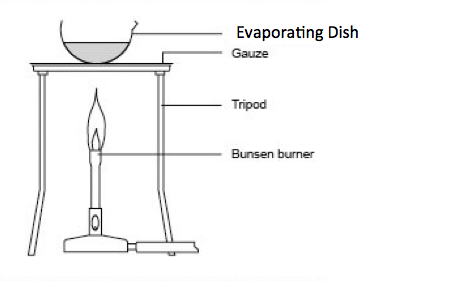 Evaporating Dish
Gauze
Tripod
Bunsen burner